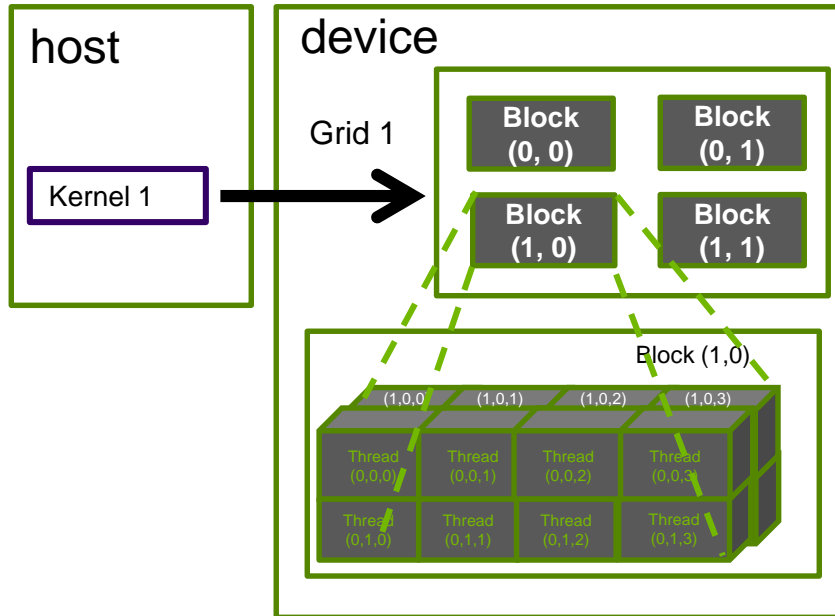 host
device
Grid 1
Kernel 1
Block
(0, 0)
Block
(0, 1)
Block
(1, 0)
Block
(1, 1)
Block (1,0)
(1,0,0)
(1,0,1)
(1,0,2)
(1,0,3)
Thread
(0,0,0)
Thread
(0,0,1)
Thread
(0,0,2)
Thread
(0,0,3)
Thread
(0,1,0)
Thread
(0,1,1)
Thread
(0,1,2)
Thread
(0,1,3)